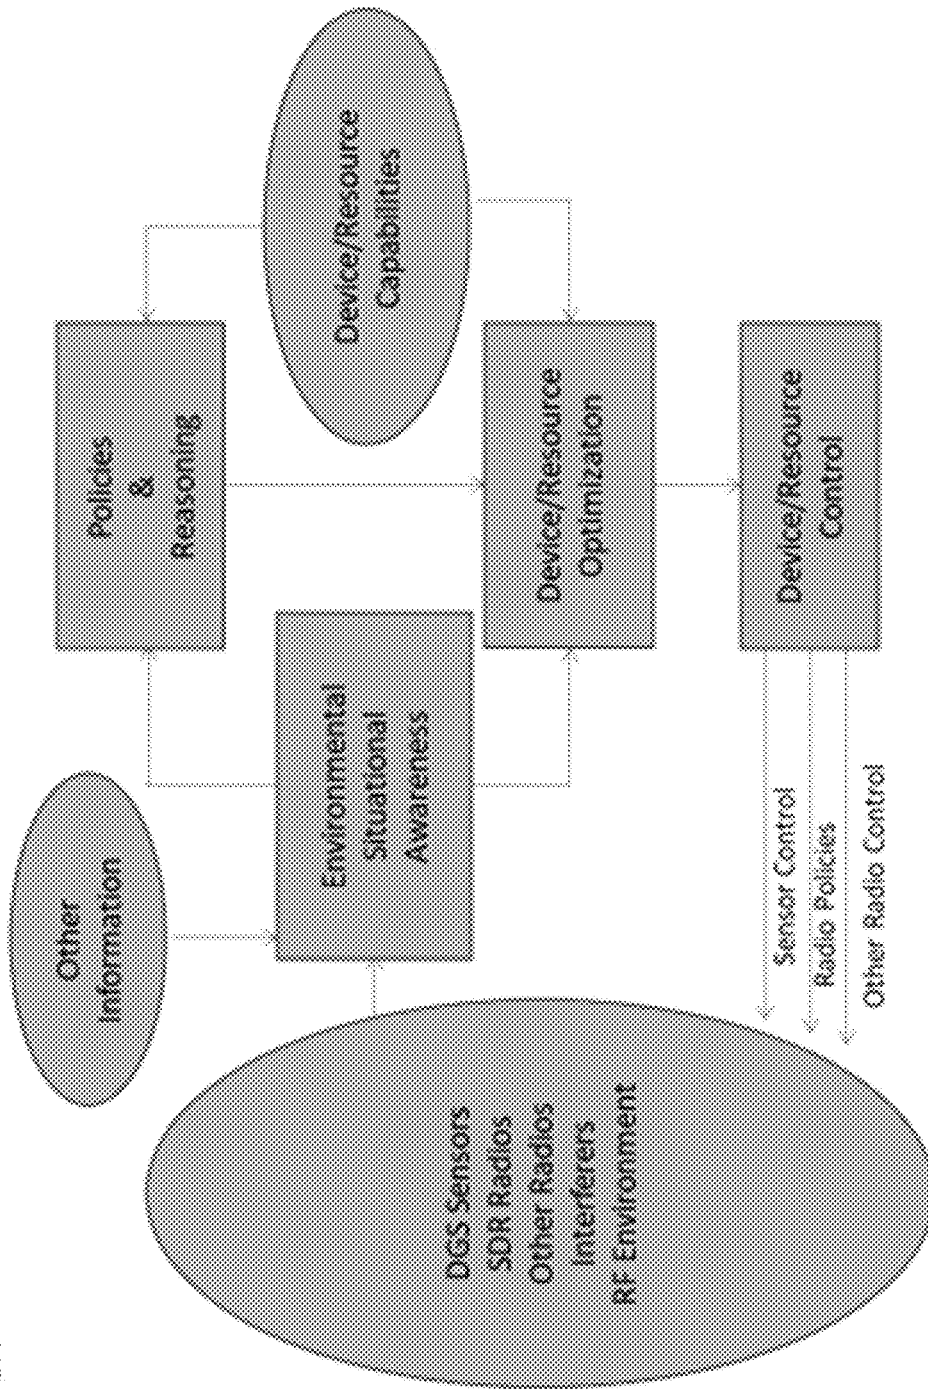 Other
Information
Policies
&
Reasoning
Environmental
Situational
Awareness
Device/Resource
Capabilities
DGS Sensors
SDR Radios
Other Radios
Interferers
RF Environment
Device/Resource
Optimization
Sensor Control
Radio Policies
Other Radio Control
Device/Resource
Control